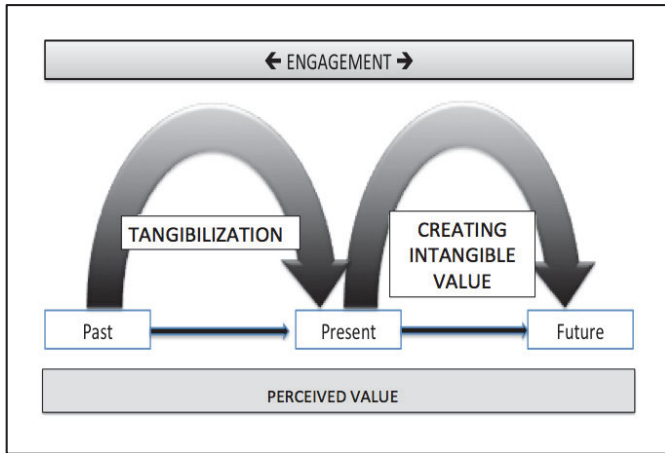 ← ENGAGEMENT →
TANGIBILIZATION
CREATING
INTANGIBLE
VALUE
Past
Present
Future
PERCEIVED VALUE